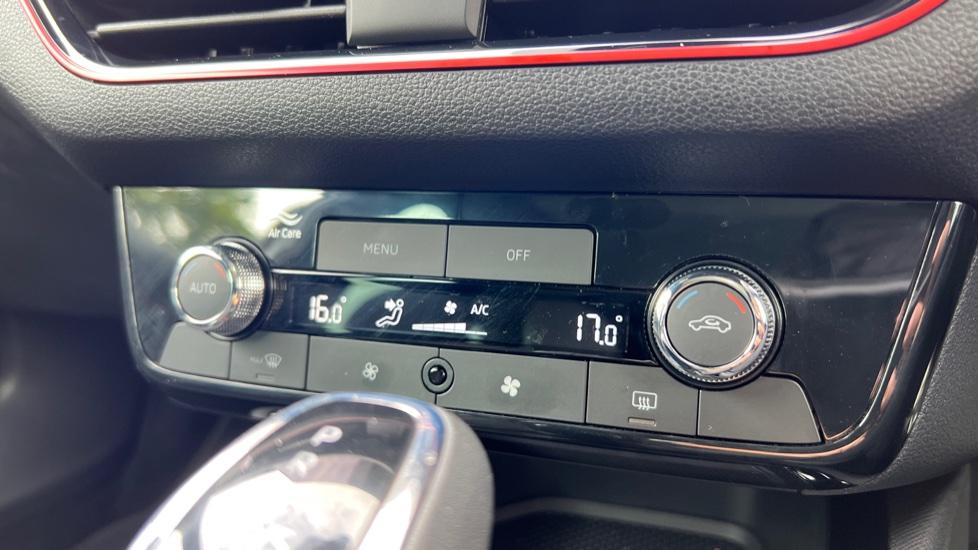 Air Care
MENU OFF
AUTO
16.0° A/C 17.0°
MAX
P